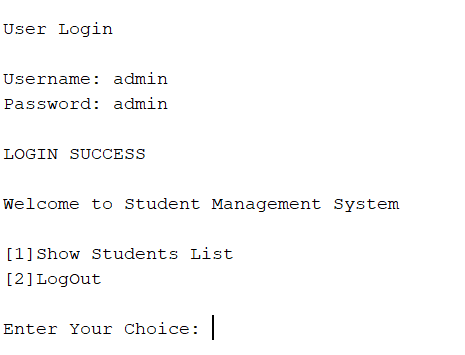 User Login
Username: admin
Password: admin
LOGIN SUCCESS
Welcome to Student Management System
[1]Show Students List
[2]LogOut
Enter Your Choice: